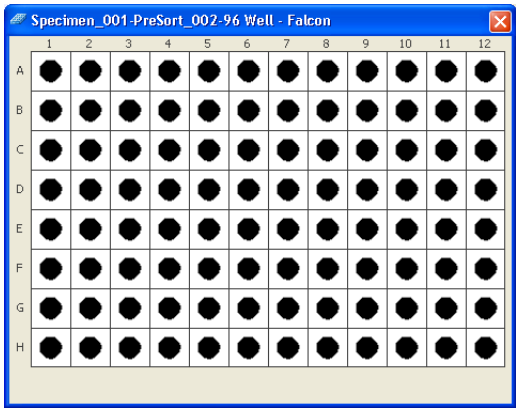 Specimen_001-PreSort_002-96 Well - Falcon
1 2 3 4 5 6 7 8 9 10 11 12
A
B
C
D
E
F
G
H